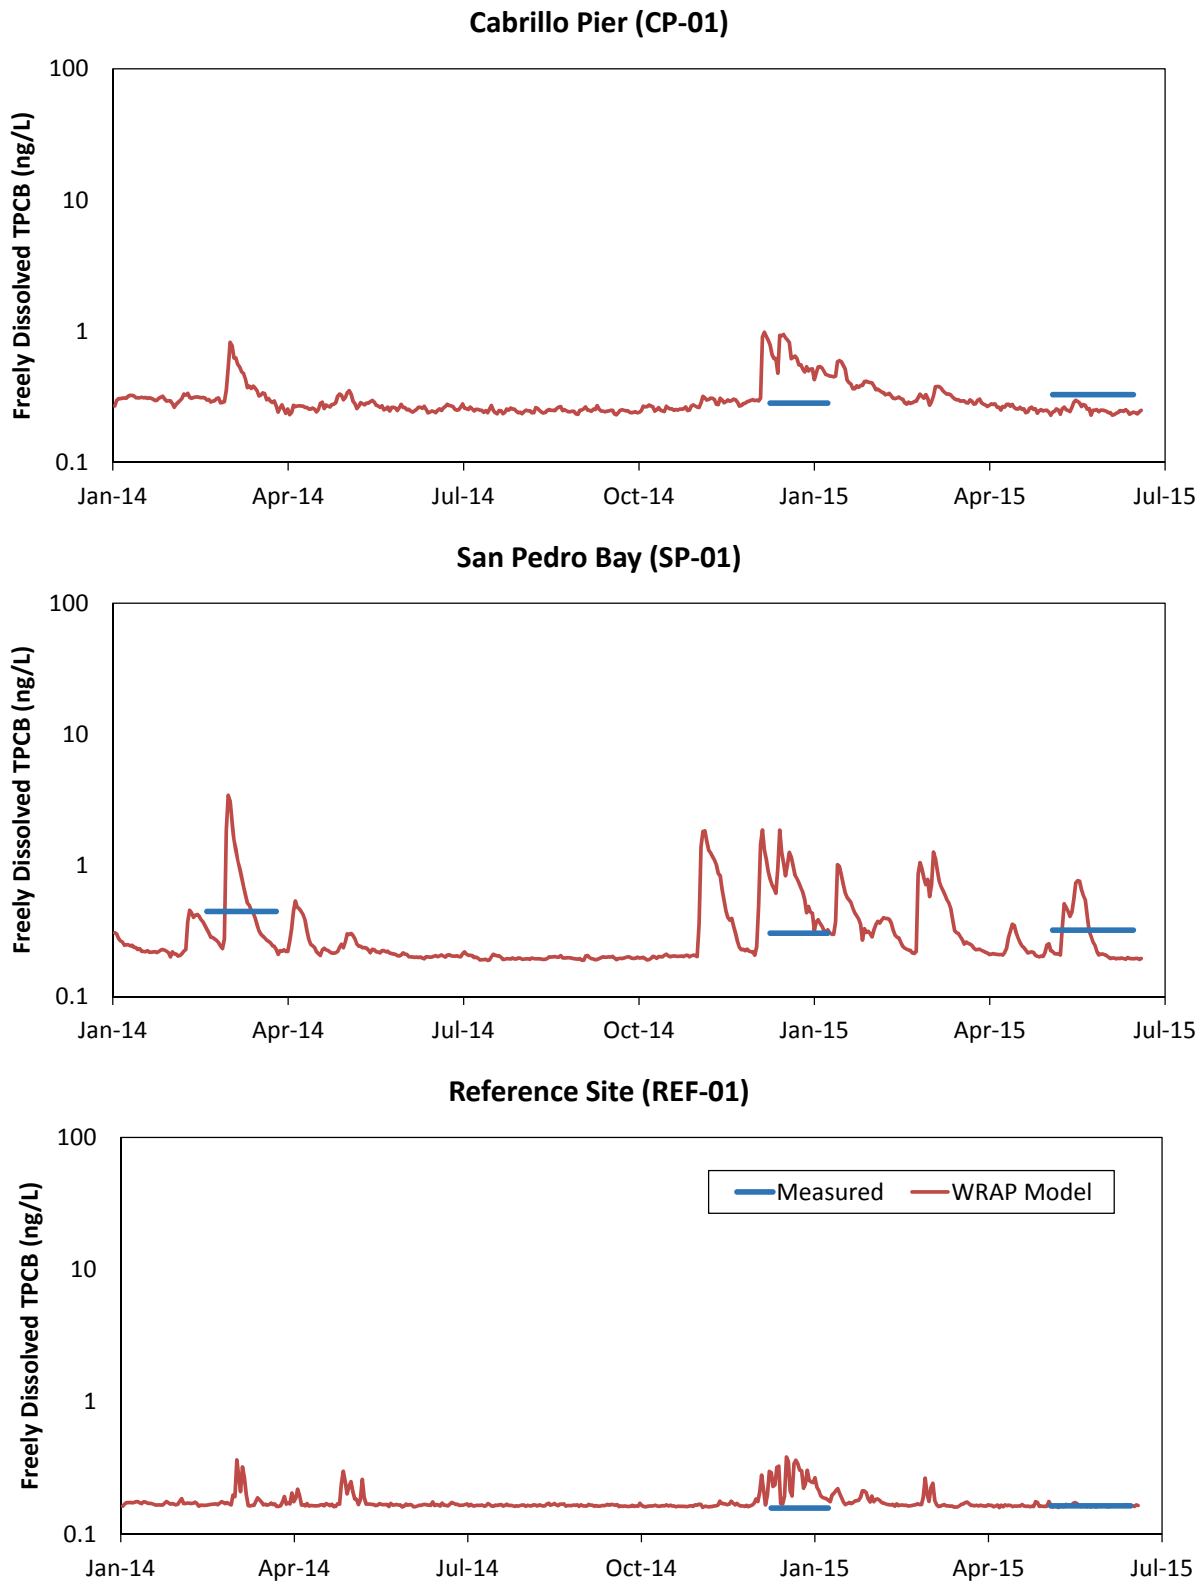 Cabrillo Pier (CP-01)
Freely Dissolved TPCB (ng/L)
100
10
1
0.1
Jan-14 Apr-14 Jul-14 Oct-14 Jan-15 Apr-15 Jul-15
San Pedro Bay (SP-01)
Freely Dissolved TPCB (ng/L)
100
10
1
0.1
Jan-14 Apr-14 Jul-14 Oct-14 Jan-15 Apr-15 Jul-15
Reference Site (REF-01)
Freely Dissolved TPCB (ng/L)
100
Measured WRAP Model
10
1
0.1
Jan-14 Apr-14 Jul-14 Oct-14 Jan-15 Apr-15 Jul-15